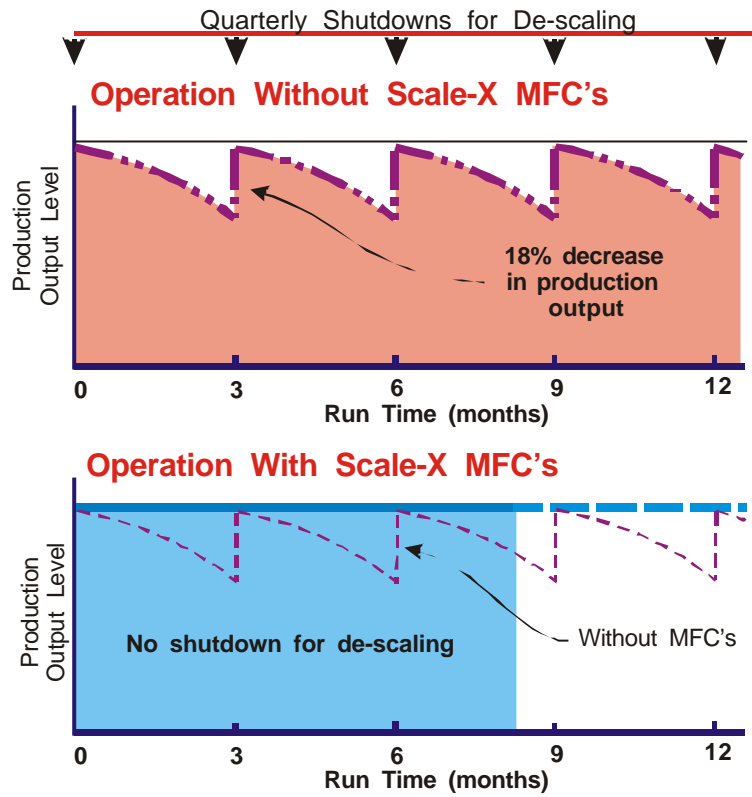 Quarterly Shutdowns for De-scaling
Operation Without Scale-X MFC's
Production
Output Level
18% decrease
in production
output
0 3 6 9 12
Run Time (months)
Operation With Scale-X MFC's
Production
Output Level
No shutdown for de-scaling
Without MFC's
0 3 6 9 12
Run Time (months)